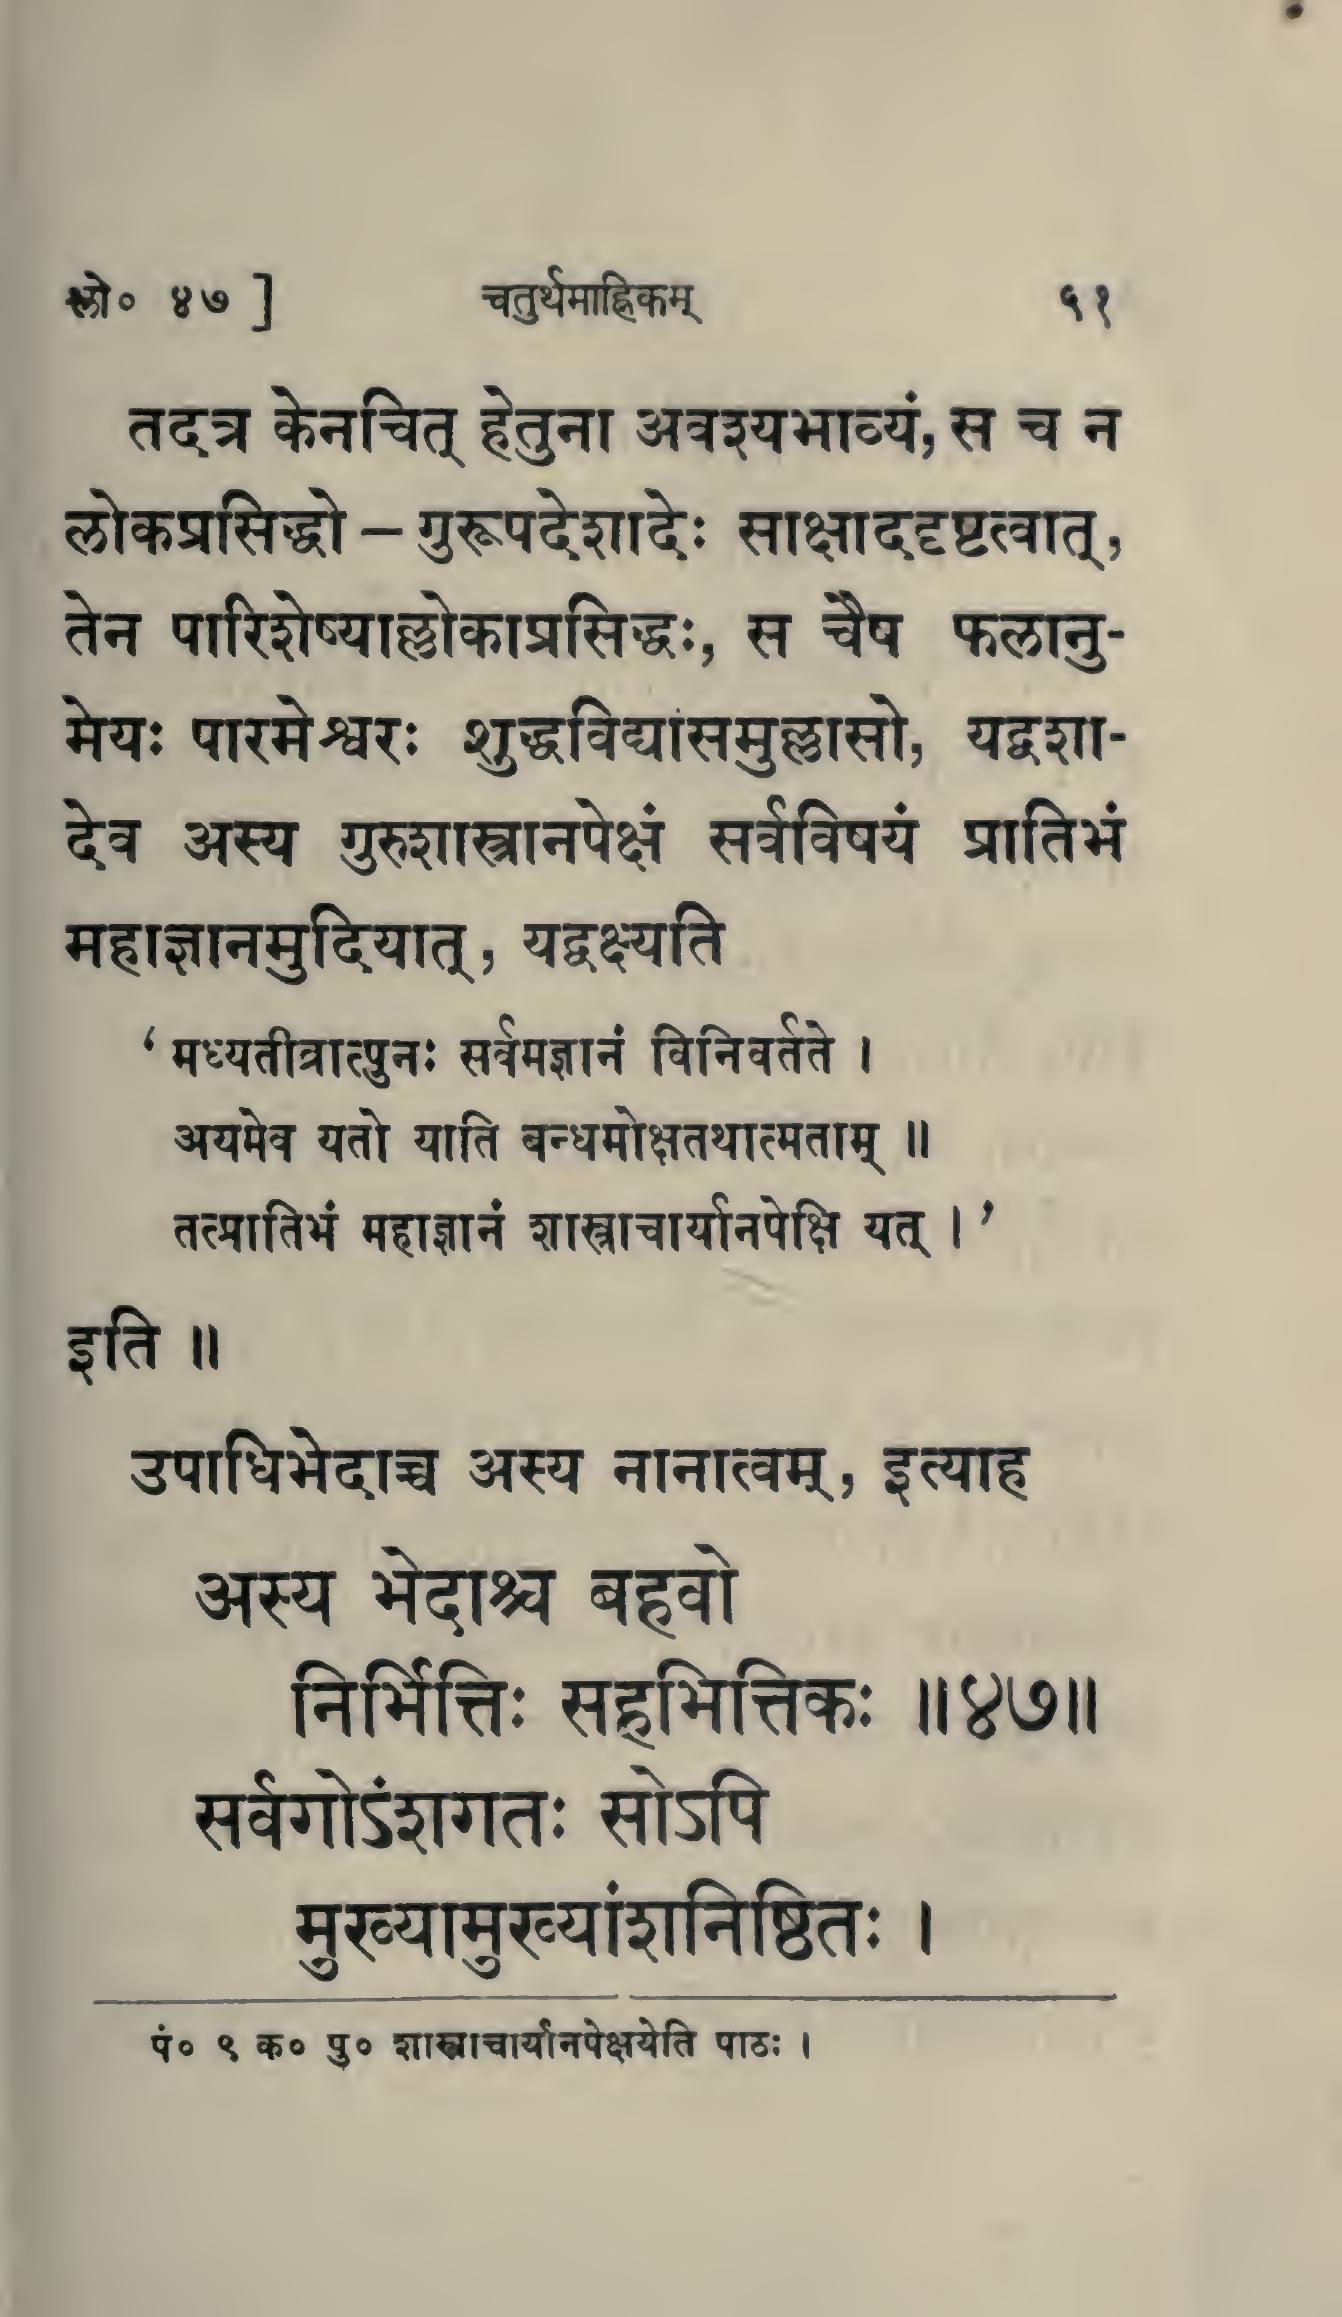 श्लो० ४७ ] चतुर्थमाह्निकम् ५१
तदत्र केनचित् हेतुना अवश्यभाव्यं, स च न
लोकप्रसिद्धो – गुरूपदेशादेः साक्षाददृष्टत्वात्,
तेन पारिशेष्याल्लोकाप्रसिद्धः, स चैष फलानु-
मेयः पारमेश्वरः शुद्धविद्यांसमुल्लासो, यद्वशा-
देव अस्य गुरुशास्त्रानपेक्षं सर्वविषयं प्रातिभं
महाज्ञानमुदियात्, यद्वक्ष्यति
‘ मध्यतीव्रात्पुनः सर्वमज्ञानं विनिवर्तते ।
अयमेव यतो याति बन्धमोक्षतथात्मताम् ॥
तत्प्रातिभं महाज्ञानं शास्त्राचार्यानपेक्षि यत् । ’
इति ॥
उपाधिभेदाच्च अस्य नानात्वम्, इत्याह
अस्य भेदाश्च बहवो
निर्भित्तिः सहभित्तिकः ॥४७॥
सर्वगोऽंशगतः सोऽपि
मुख्यामुख्यांशनिष्ठितः ।
पं० ९ क० पु० शास्त्राचार्यानपेक्षयेति पाठः ।